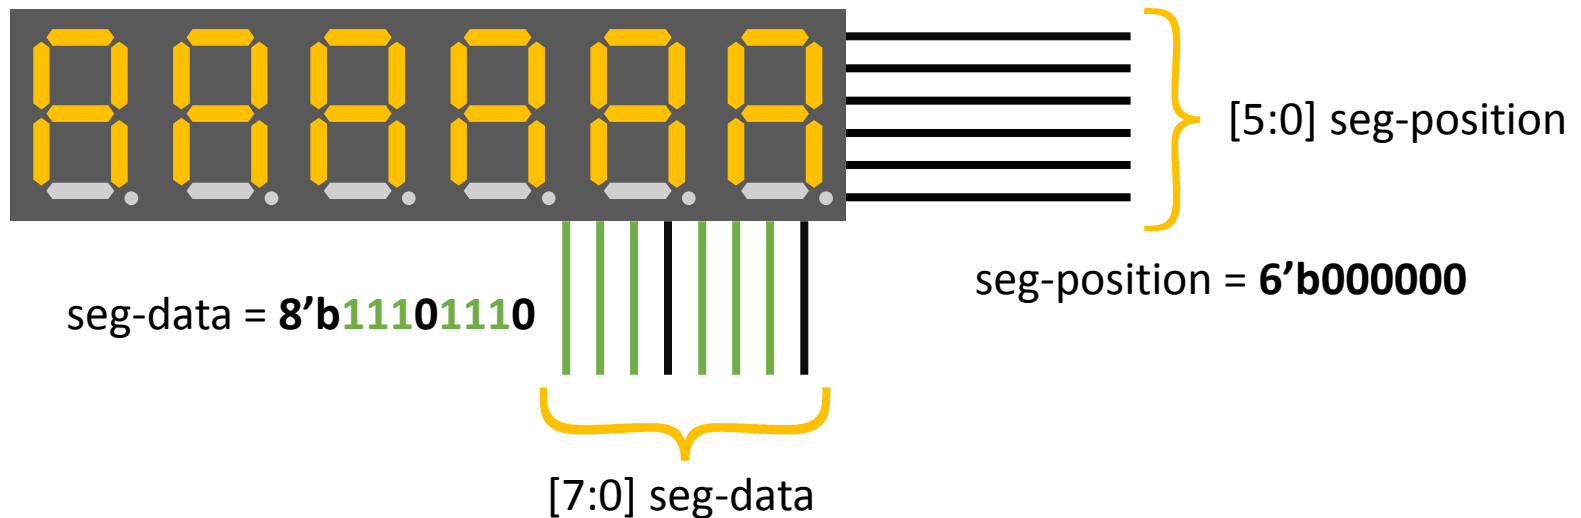 [5:0] seg-position
seg-position = 6’b000000
seg-data = 8’b11101110
[7:0] seg-data